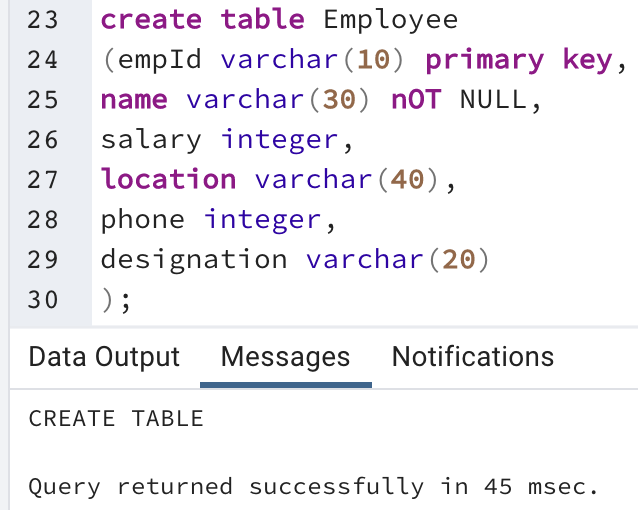 23 create table Employee
24 (empId varchar(10) primary key,
25 name varchar(30) nOT NULL,
26 salary integer,
27 location varchar(40),
28 phone integer,
29 designation varchar(20)
30 );
Data Output Messages Notifications
CREATE TABLE
Query returned successfully in 45 msec.